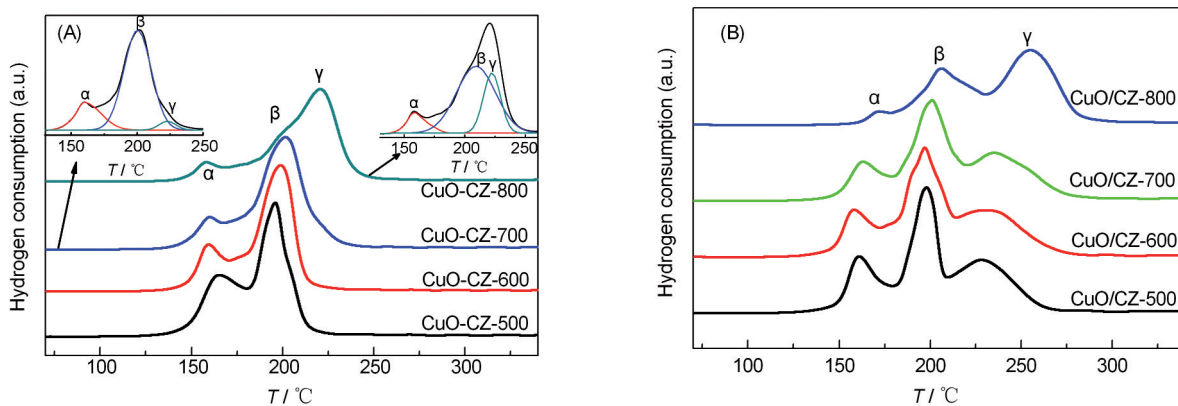 (A)
β
α
γ
150 200 250
T / ℃
β
γ
α
150 200 250
T / ℃
γ
β
α
CuO-CZ-800
CuO-CZ-700
CuO-CZ-600
CuO-CZ-500
Hydrogen consumption (a.u.)
100 150 200 250 300
T / ℃
(B)
γ
β
α
CuO/CZ-800
CuO/CZ-700
CuO/CZ-600
CuO/CZ-500
Hydrogen consumption (a.u.)
100 150 200 250 300
T / ℃